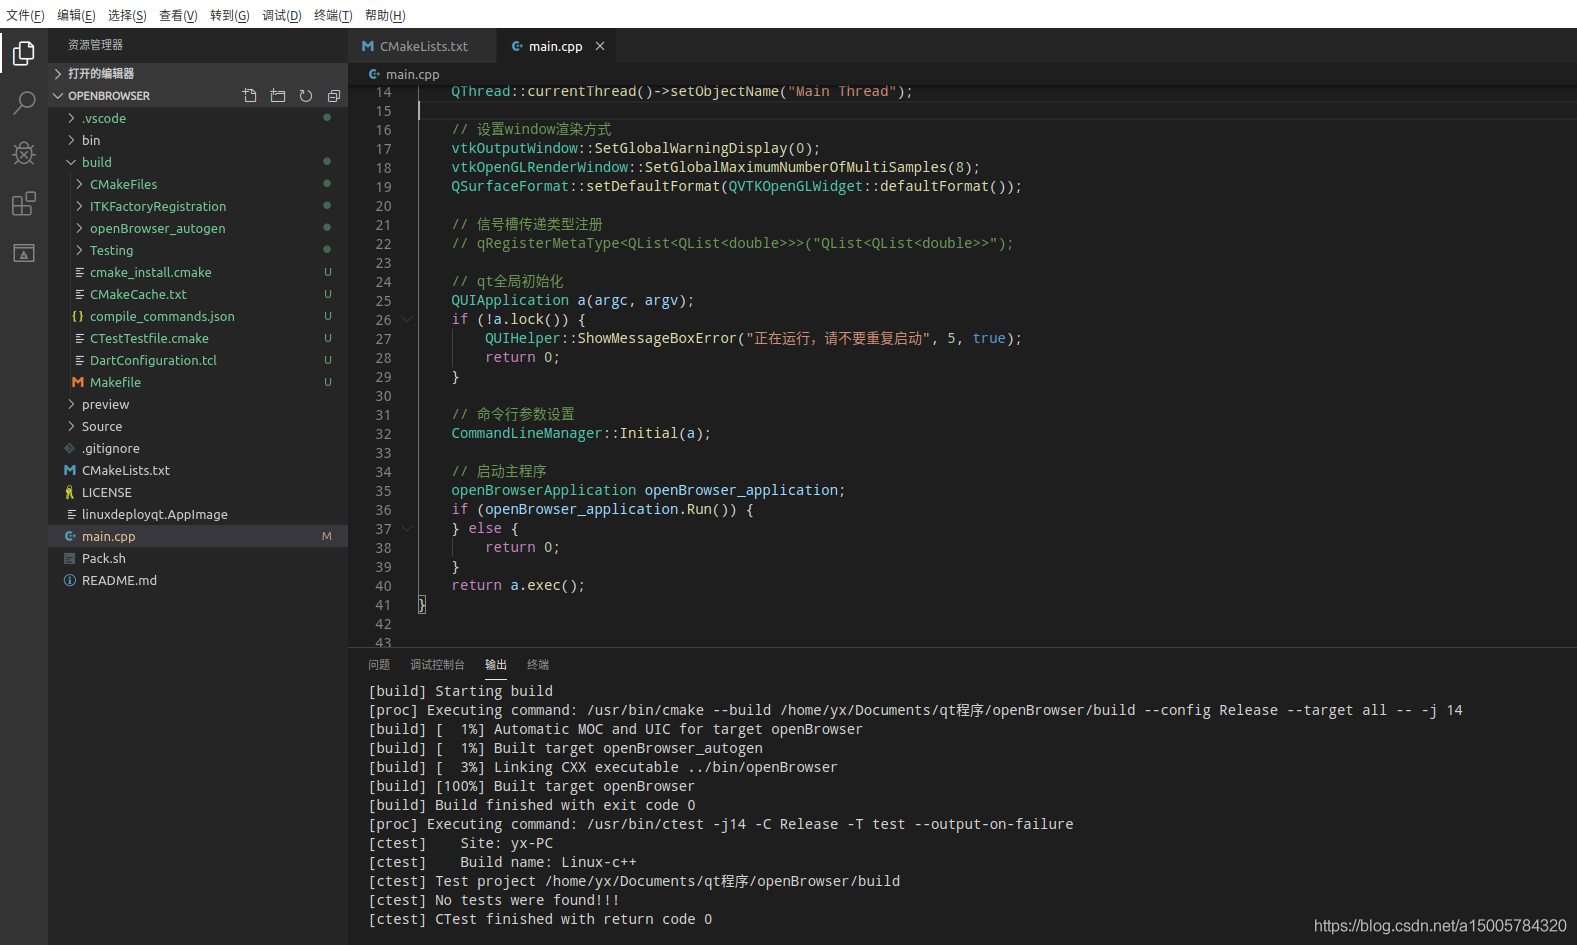 文件(F) 编辑(E) 选择(S) 查看(V) 转到(G) 调试(D) 终端(T) 帮助(H)
资源管理器
打开的编辑器
OPENBROWSER
.vscode
bin
build
CMakeFiles
ITKFactoryRegistration
openBrowser_autogen
Testing
cmake_install.cmake U
CMakeCache.txt U
compile_commands.json U
CTestTestfile.cmake U
DartConfiguration.tcl U
Makefile U
preview
Source
.gitignore
CMakeLists.txt
LICENSE
linuxdeployqt.AppImage
main.cpp M
Pack.sh
README.md
CMakeLists.txt main.cpp
main.cpp
14 QThread::currentThread()->setObjectName("Main Thread");
15
16 // 设置window渲染方式
17 vtkOutputWindow::SetGlobalWarningDisplay(0);
18 vtkOpenGLRenderWindow::SetGlobalMaximumNumberOfMultiSamples(8);
19 QSurfaceFormat::setDefaultFormat(QVTKOpenGLWidget::defaultFormat());
20
21 // 信号槽传递类型注册
22 // qRegisterMetaType<QList<QList<double>>>("QList<QList<double>>");
23
24 // qt全局初始化
25 QUIApplication a(argc, argv);
26 if (!a.lock()) {
27 QUIHelper::ShowMessageBoxError("正在运行，请不要重复启动", 5, true);
28 return 0;
29 }
30
31 // 命令行参数设置
32 CommandLineManager::Initial(a);
33
34 // 启动主程序
35 openBrowserApplication openBrowser_application;
36 if (openBrowser_application.Run()) {
37 } else {
38 return 0;
39 }
40 return a.exec();
41 }
42
43
问题 调试控制台 输出 终端
[build] Starting build
[proc] Executing command: /usr/bin/cmake --build /home/yx/Documents/qt程序/openBrowser/build --config Release --target all -- -j 14
[build] [  1%] Automatic MOC and UIC for target openBrowser
[build] [  1%] Built target openBrowser_autogen
[build] [  3%] Linking CXX executable ../bin/openBrowser
[build] [100%] Built target openBrowser
[build] Build finished with exit code 0
[proc] Executing command: /usr/bin/ctest -j14 -C Release -T test --output-on-failure
[ctest]    Site: yx-PC
[ctest]    Build name: Linux-c++
[ctest] Test project /home/yx/Documents/qt程序/openBrowser/build
[ctest] No tests were found!!!
[ctest] CTest finished with return code 0
https://blog.csdn.net/a15005784320